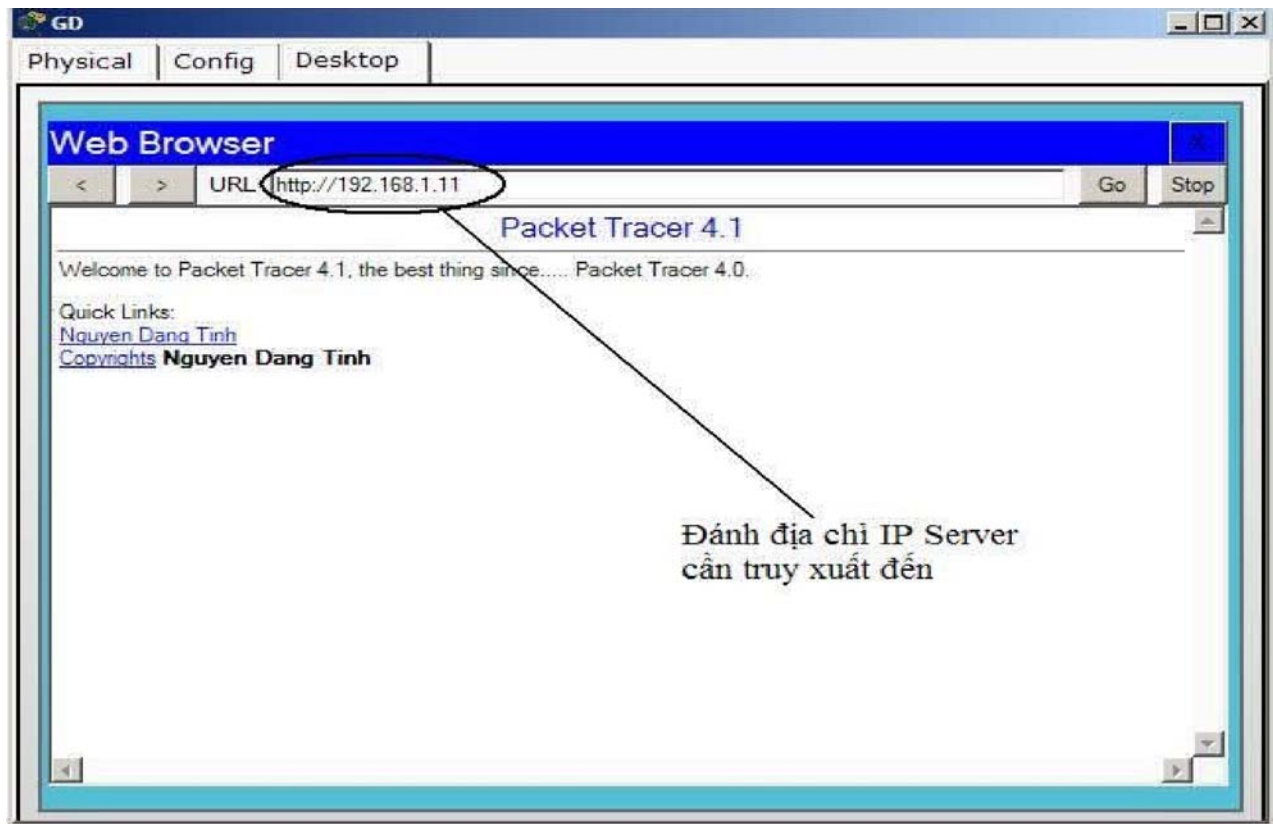 GD
Physical Config Desktop
Web Browser X
< > URL http://192.168.1.11 Go Stop
Packet Tracer 4.1
Welcome to Packet Tracer 4.1, the best thing since..... Packet Tracer 4.0.
Quick Links:
Nguyen Dang Tinh
Copyrights Nguyen Dang Tinh
Đánh địa chỉ IP Server
cần truy xuất đến